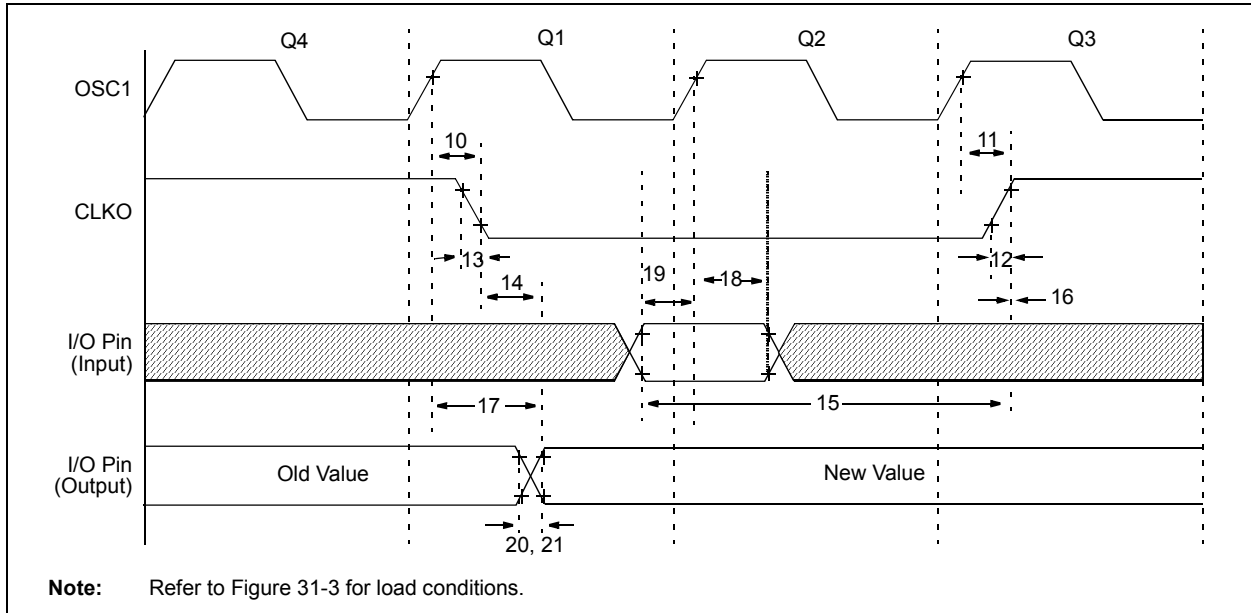 Q4 Q1 Q2 Q3
OSC1
10 11
CLKO
13 12
14 19 18 16
I/O Pin
(Input)
17 15
I/O Pin
(Output)
Old Value New Value
20, 21
Note: Refer to Figure 31-3 for load conditions.